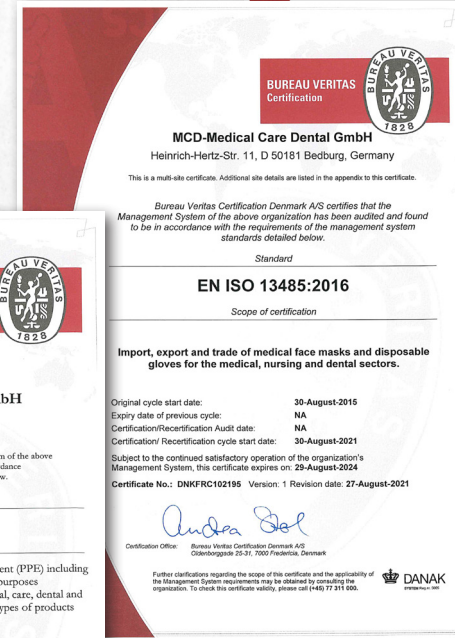 BUREAU VERITAS
Certification
BUREAU VERITAS
1828
MCD-Medical Care Dental GmbH
Heinrich-Hertz-Str. 11, D 50181 Bedburg, Germany
This is a multi-site certificate. Additional site details are listed in the appendix to this certificate.
Bureau Veritas Certification Denmark A/S certifies that the
Management System of the above organization has been audited and found
to be in accordance with the requirements of the management system
standards detailed below.
Standard
EN ISO 13485:2016
Scope of certification
Import, export and trade of medical face masks and disposable
gloves for the medical, nursing and dental sectors.
Original cycle start date: 30-August-2015
Expiry date of previous cycle: NA
Certification/Recertification Audit date: NA
Certification/ Recertification cycle start date: 30-August-2021
Subject to the continued satisfactory operation of the organization's
Management System, this certificate expires on: 29-August-2024
Certificate No.: DNKFRC102195 Version: 1 Revision date: 27-August-2021
Certification Office: Bureau Veritas Certification Denmark A/S
Oldenborggade 25-31, 7000 Fredericia, Denmark
Further clarifications regarding the scope of this certificate and the applicability of
the Management System requirements may be obtained by consulting the
organization. To check this certificate validity, please call (+45) 77 311 000.
DANAK
BUREAU VERITAS
1828
bH
n of the above
dance
w.
ent (PPE) including
purposes
al, care, dental and
ypes of products